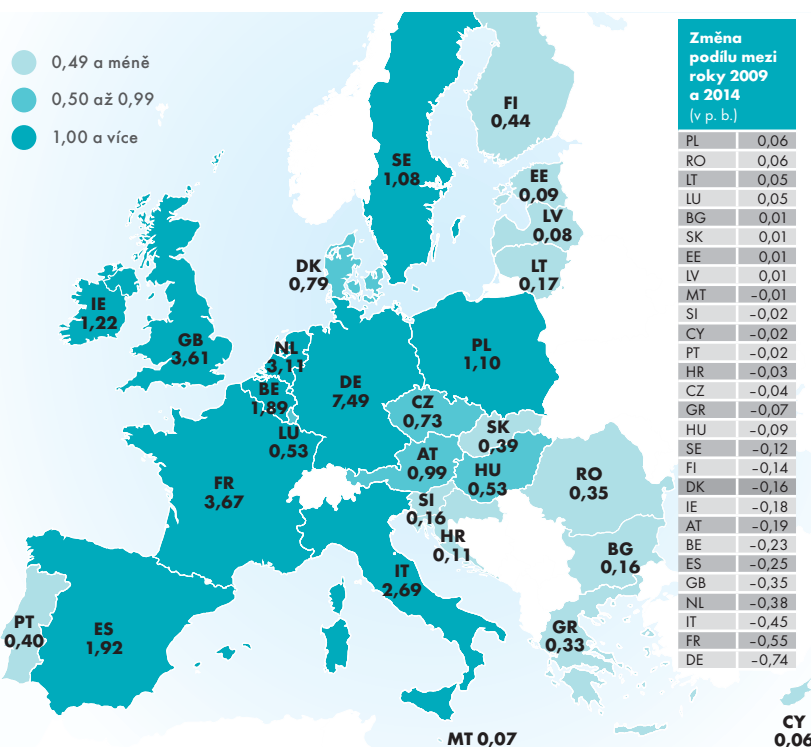 0,49 a méně
0,50 až 0,99
1,00 a více
FI
0,44
SE
1,08
EE
0,09
LV
0,08
LT
0,17
DK
0,79
IE
1,22
GB
3,61
NL
3,11
BE
1,89
LU
0,53
DE
7,49
PL
1,10
CZ
0,73
SK
0,39
AT
0,99
HU
0,53
RO
0,35
FR
3,67
SI
0,16
HR
0,11
BG
0,16
IT
2,69
PT
0,40
ES
1,92
GR
0,33
MT 0,07
CY
0,06
Změna
podílu mezi
roky 2009
a 2014
(v p. b.)
PL 0,06
RO 0,06
LT 0,05
LU 0,05
BG 0,01
SK 0,01
EE 0,01
LV 0,01
MT –0,01
SI –0,02
CY –0,02
PT –0,02
HR –0,03
CZ –0,04
GR –0,07
HU –0,09
SE –0,12
FI –0,14
DK –0,16
IE –0,18
AT –0,19
BE –0,23
ES –0,25
GB –0,35
NL –0,38
IT –0,45
FR –0,55
DE –0,74